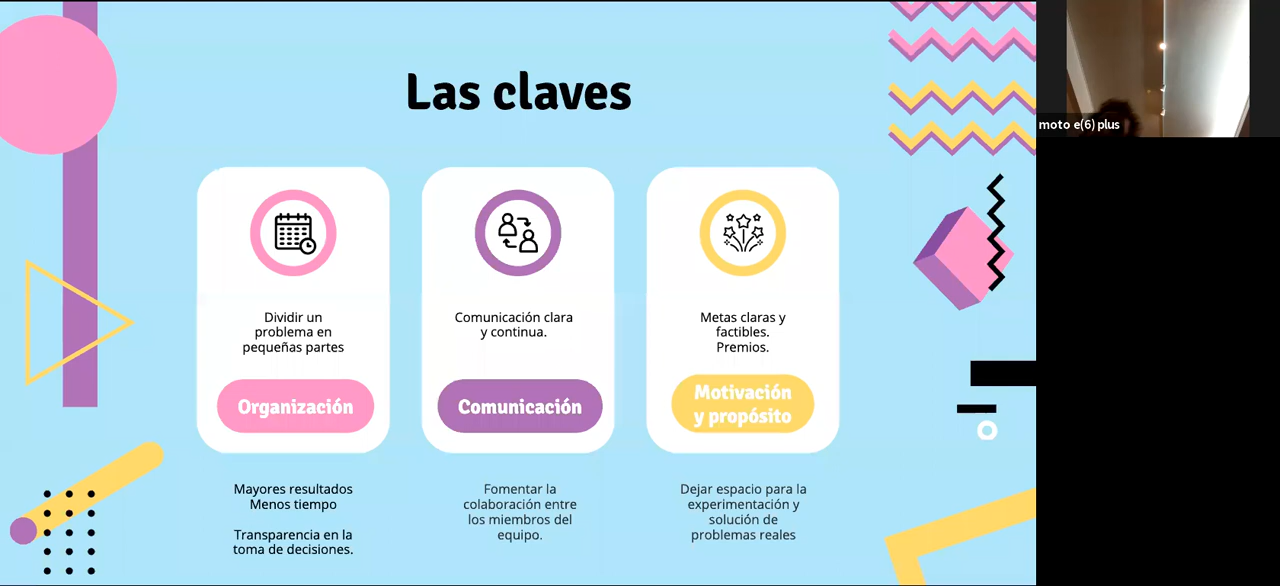 Las claves
moto e(6) plus
Dividir un
problema en
pequeñas partes
Organización
Mayores resultados
Menos tiempo
Transparencia en la
toma de decisiones.
Comunicación clara
y continua.
Comunicación
Fomentar la
colaboración entre
los miembros del
equipo.
Metas claras y
factibles.
Premios.
Motivación
y propósito
Dejar espacio para la
experimentación y
solución de
problemas reales